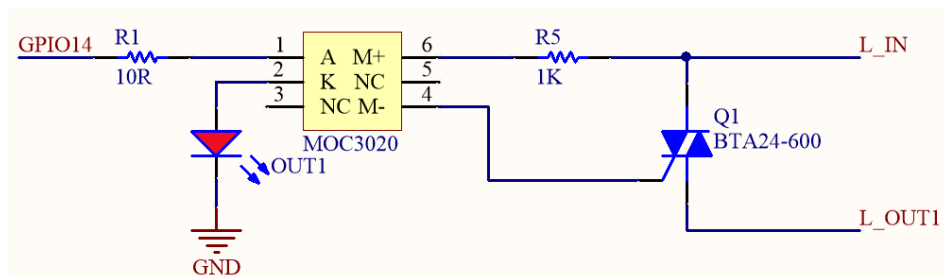 GPIO14
R1
10R
1
2
3
A M+
K NC
NC M-
6
5
4
MOC3020
OUT1
GND
R5
1K
L_IN
Q1
BTA24-600
L_OUT1